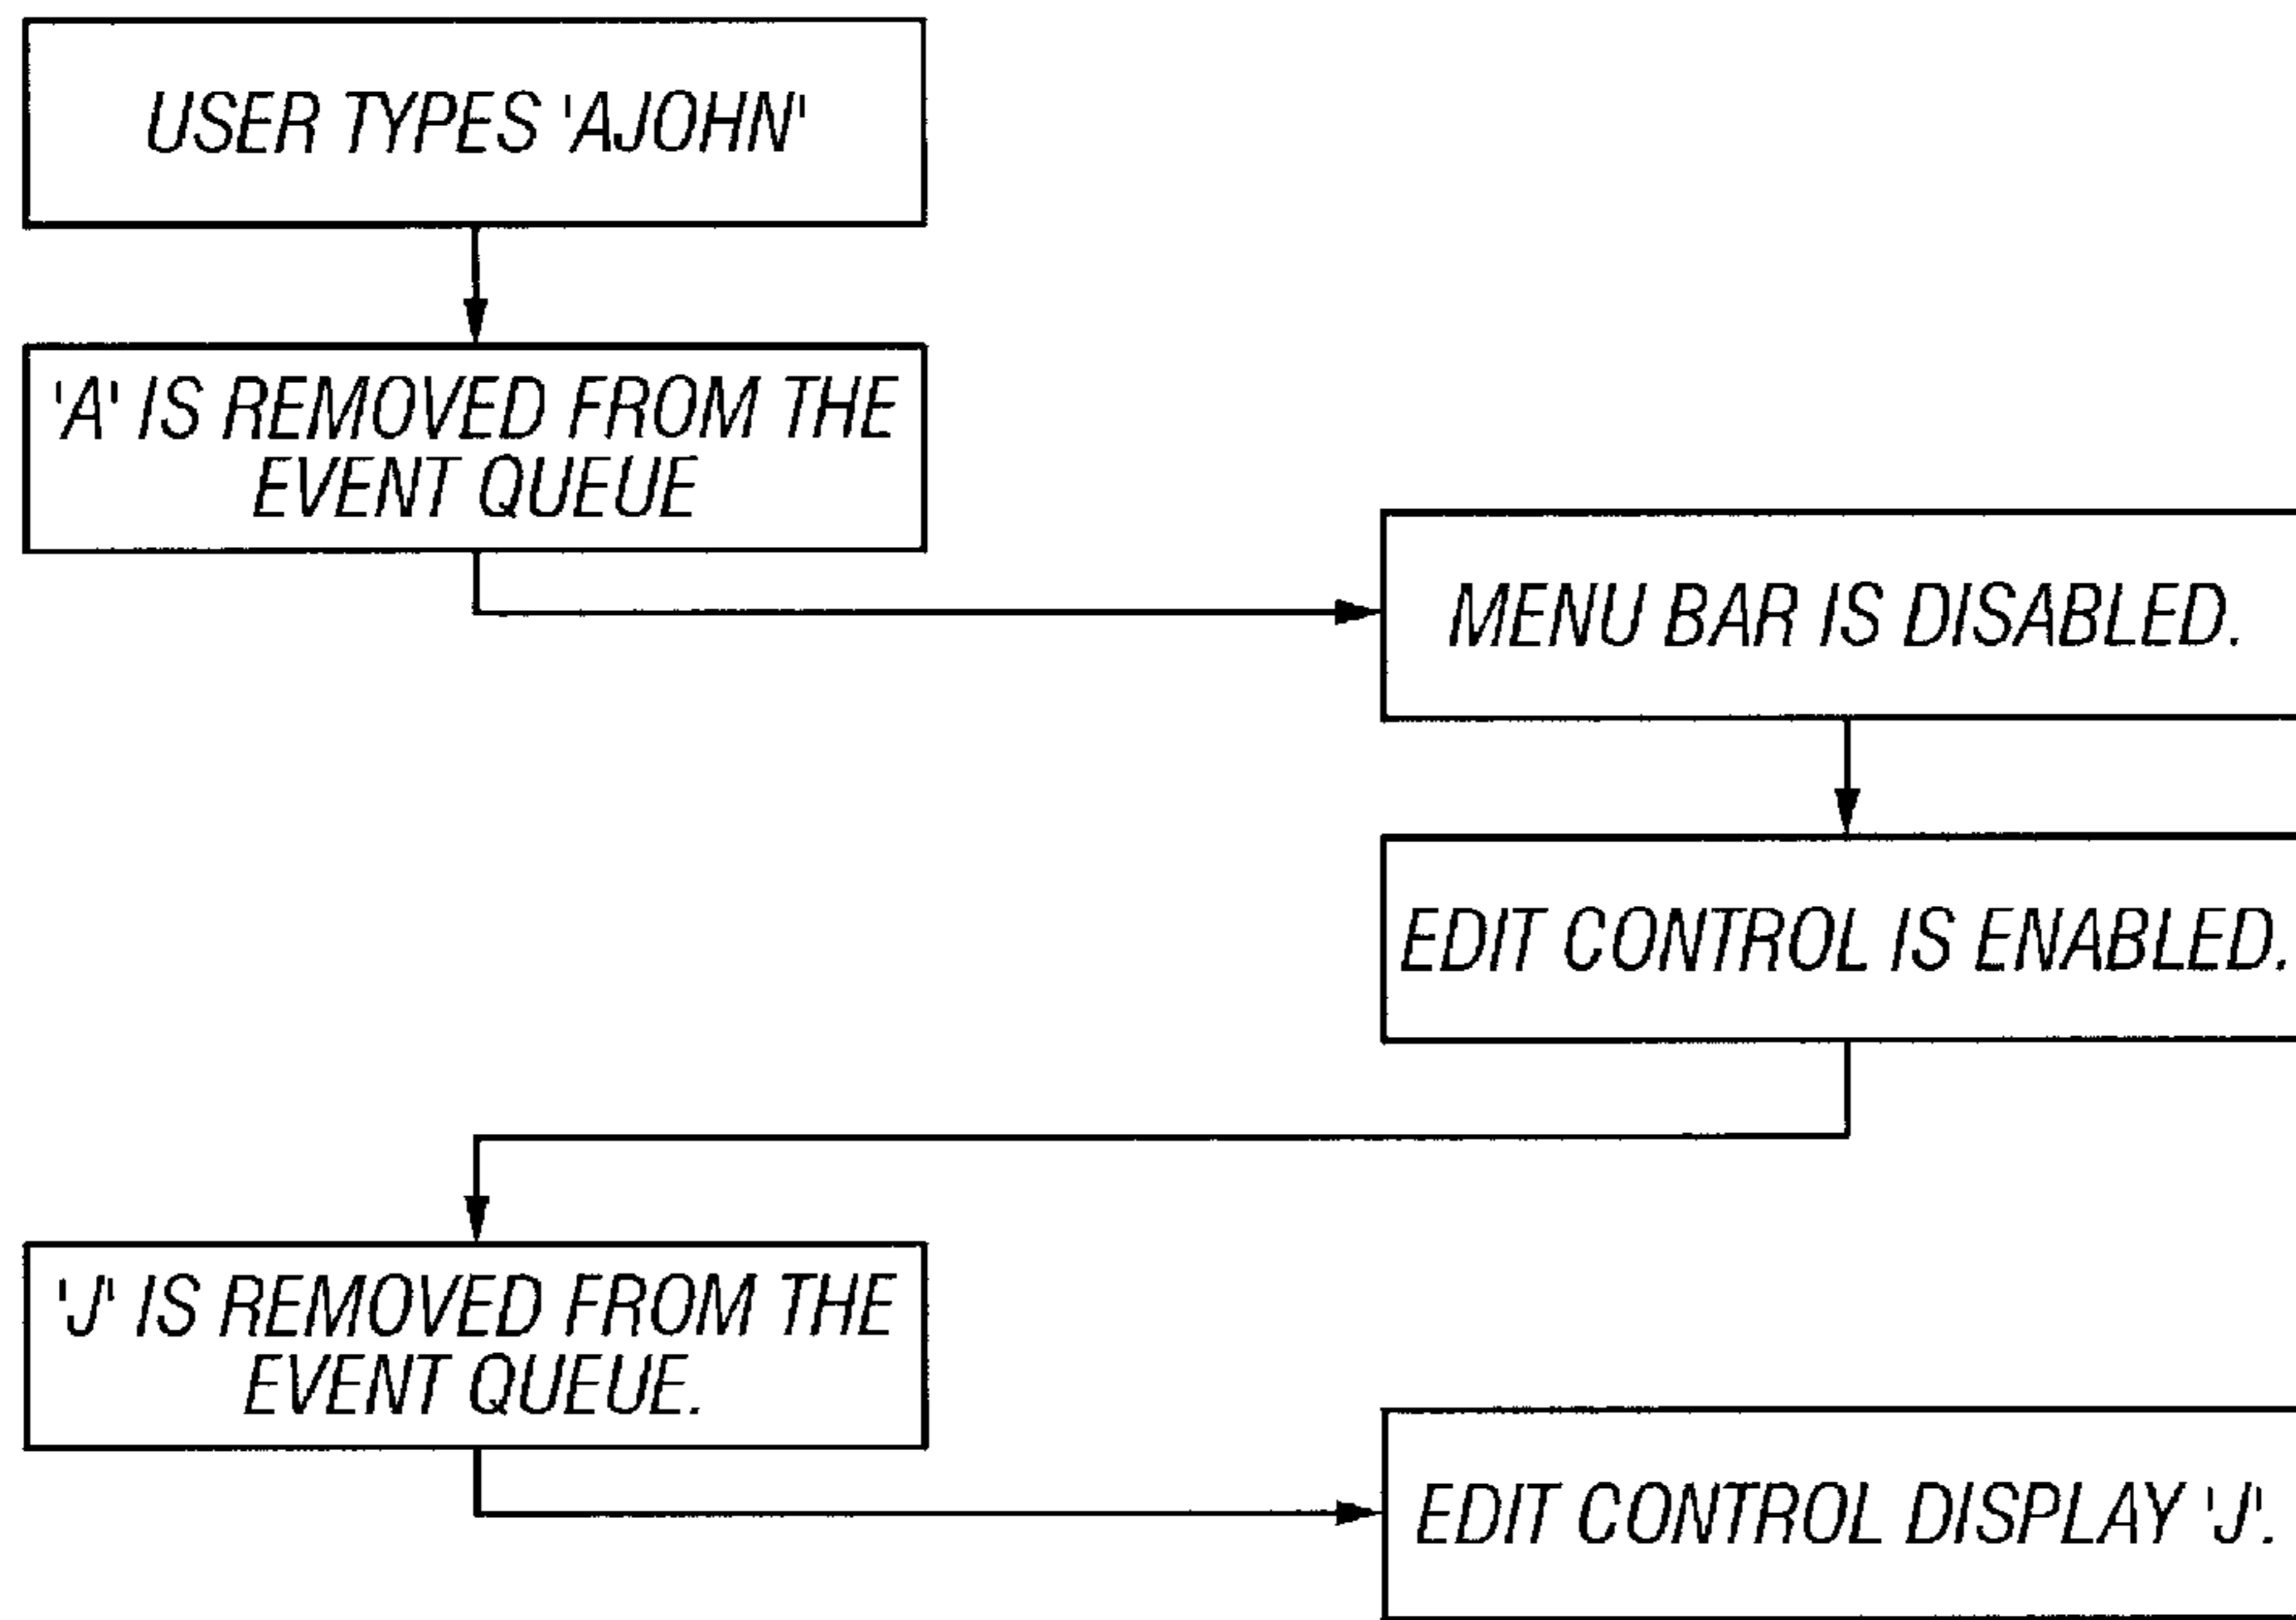 USER TYPES 'AJOHN'
'A' IS REMOVED FROM THE
EVENT QUEUE
MENU BAR IS DISABLED.
EDIT CONTROL IS ENABLED.
'J' IS REMOVED FROM THE
EVENT QUEUE.
EDIT CONTROL DISPLAY 'J'.